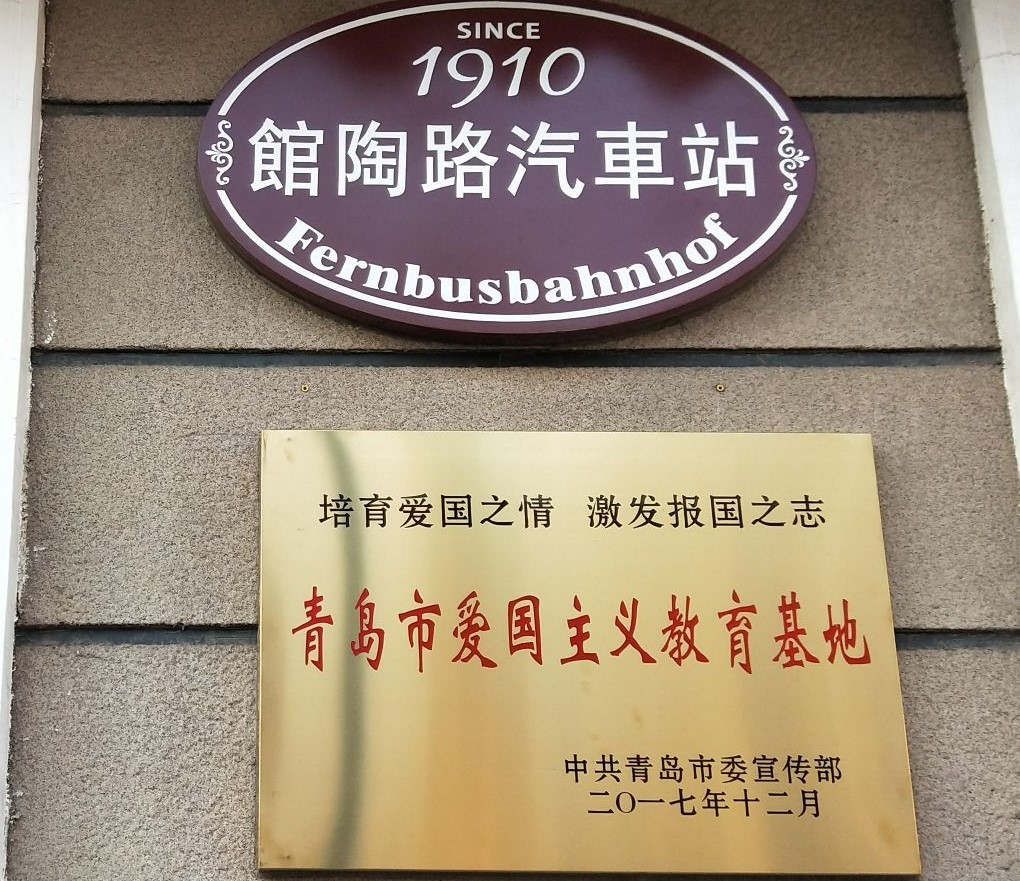 SINCE
1910
館陶路汽車站
Fernbusbahnhof
培育爱国之情 激发报国之志
青岛市爱国主义教育基地
中共青岛市委宣传部
二〇一七年十二月